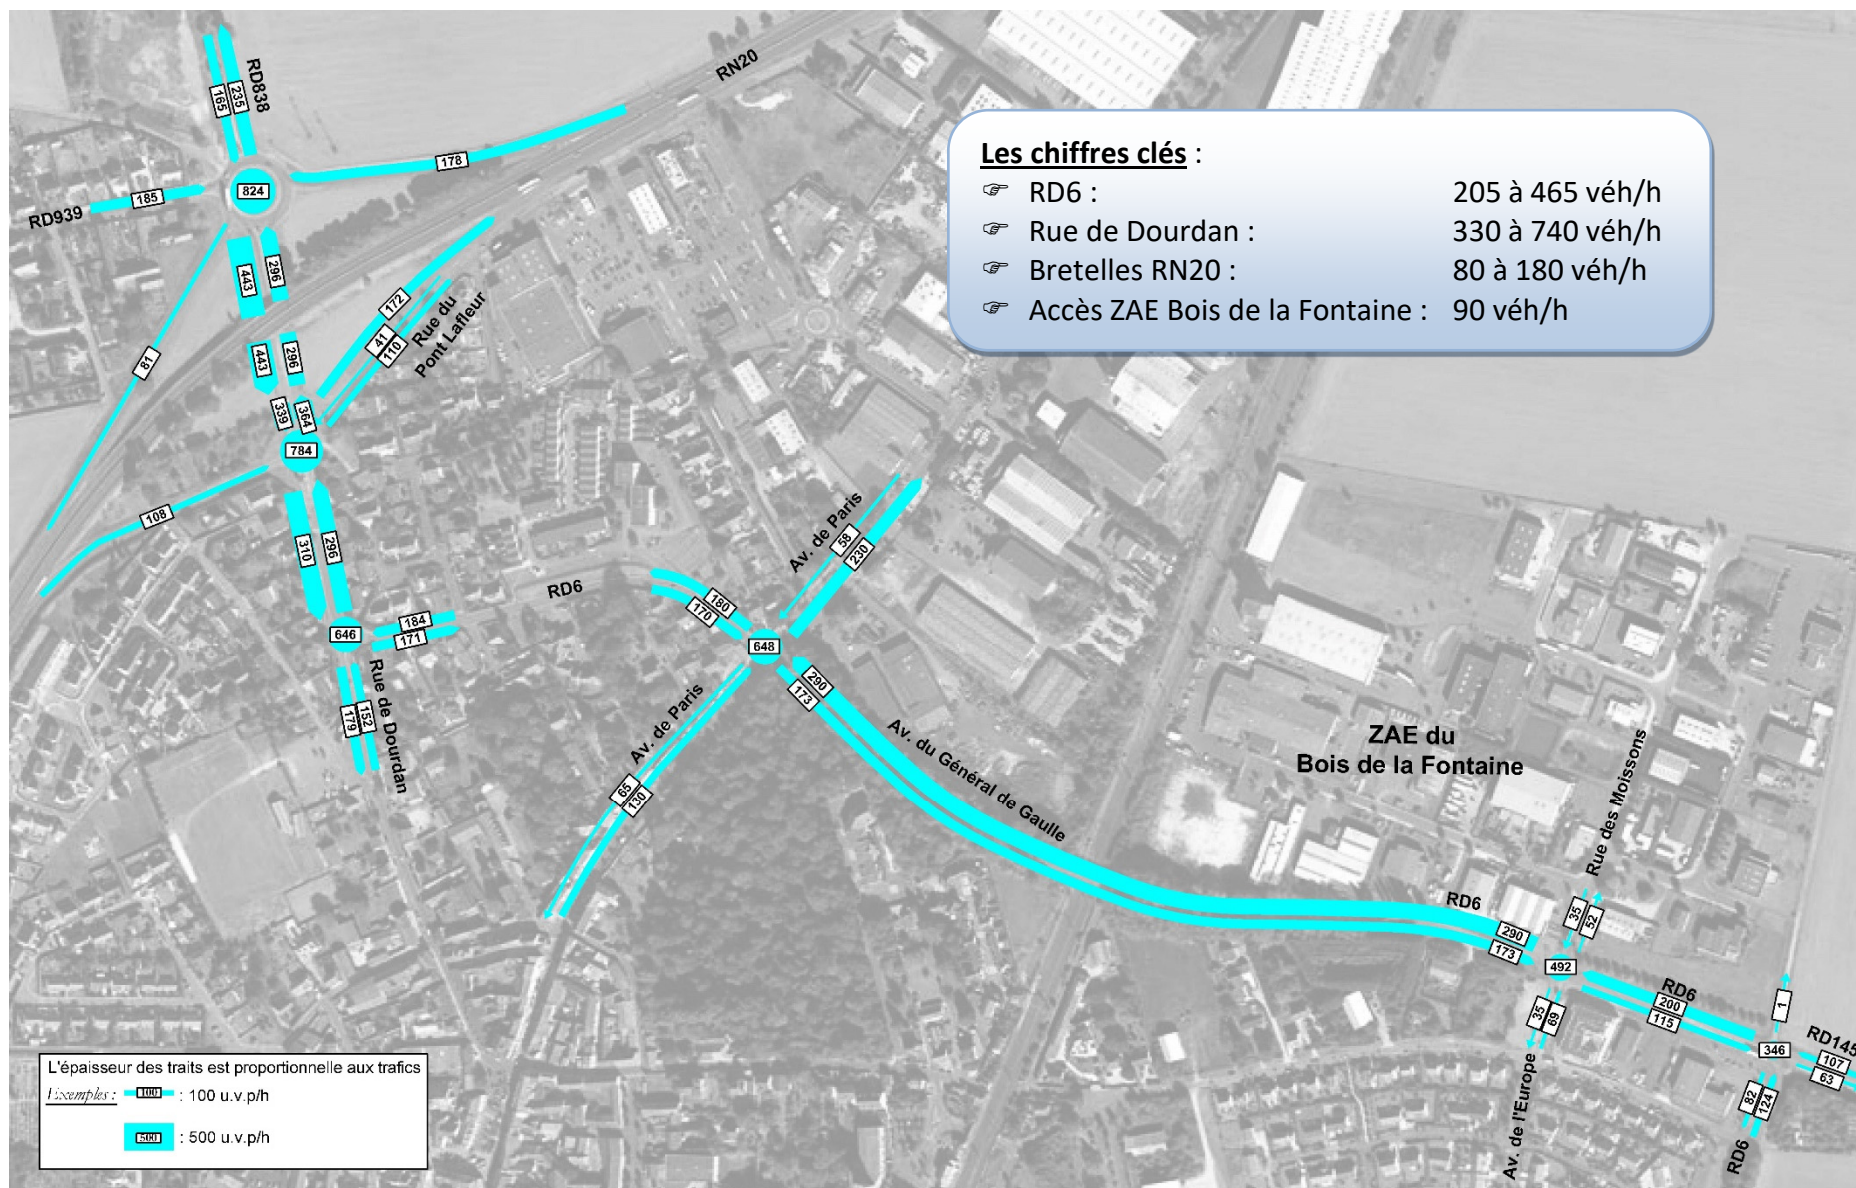 RN20
RD838
165
235
178
824
185
RD939
Les chiffres clés :
☞ RD6 : 205 à 465 véh/h
☞ Rue de Dourdan : 330 à 740 véh/h
☞ Bretelles RN20 : 80 à 180 véh/h
☞ Accès ZAE Bois de la Fontaine : 90 véh/h
443
296
172
41
110
Rue du
Pont Lafleur
81
443
296
339
364
784
108
310
296
Av. de Paris
58
230
RD6
180
170
184
171
646
648
179
152
Rue de Dourdan
290
173
Av. de Paris
65
130
Av. du Général de Gaulle
ZAE du
Bois de la Fontaine
Rue des Moissons
RD6
290
173
35
52
492
RD6
200
115
35
69
Av. de l'Europe
1
346
RD145
107
63
82
124
RD6
L'épaisseur des traits est proportionnelle aux trafics
Exemples : 100 : 100 u.v.p/h
500 : 500 u.v.p/h